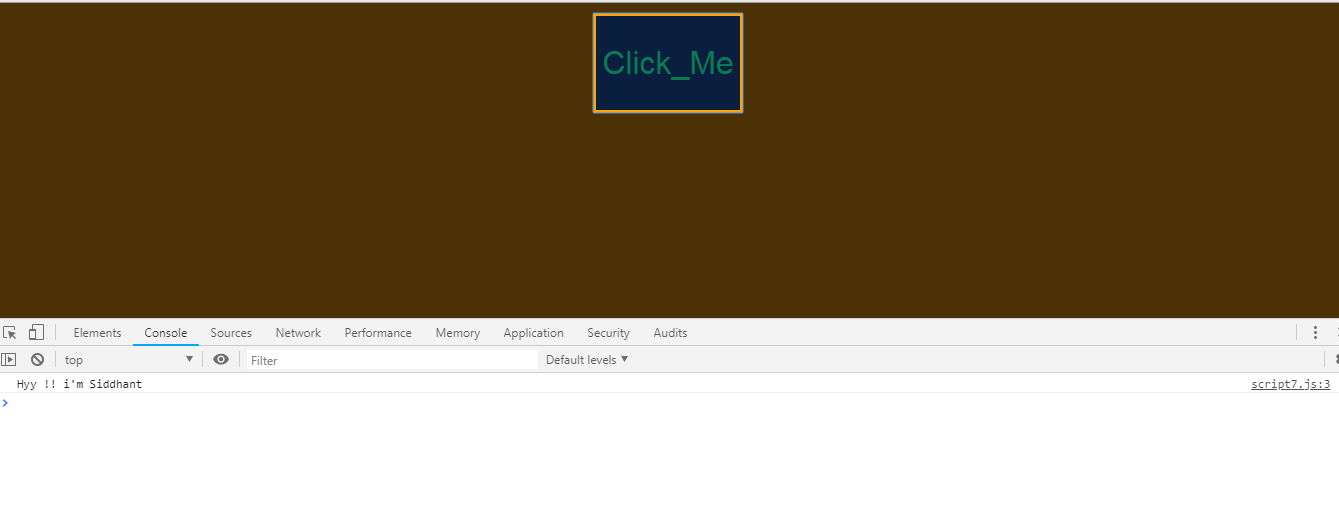 Click_Me
Elements Console Sources Network Performance Memory Application Security Audits
top Filter Default levels
Hyy !! i'm Siddhant script7.js:3